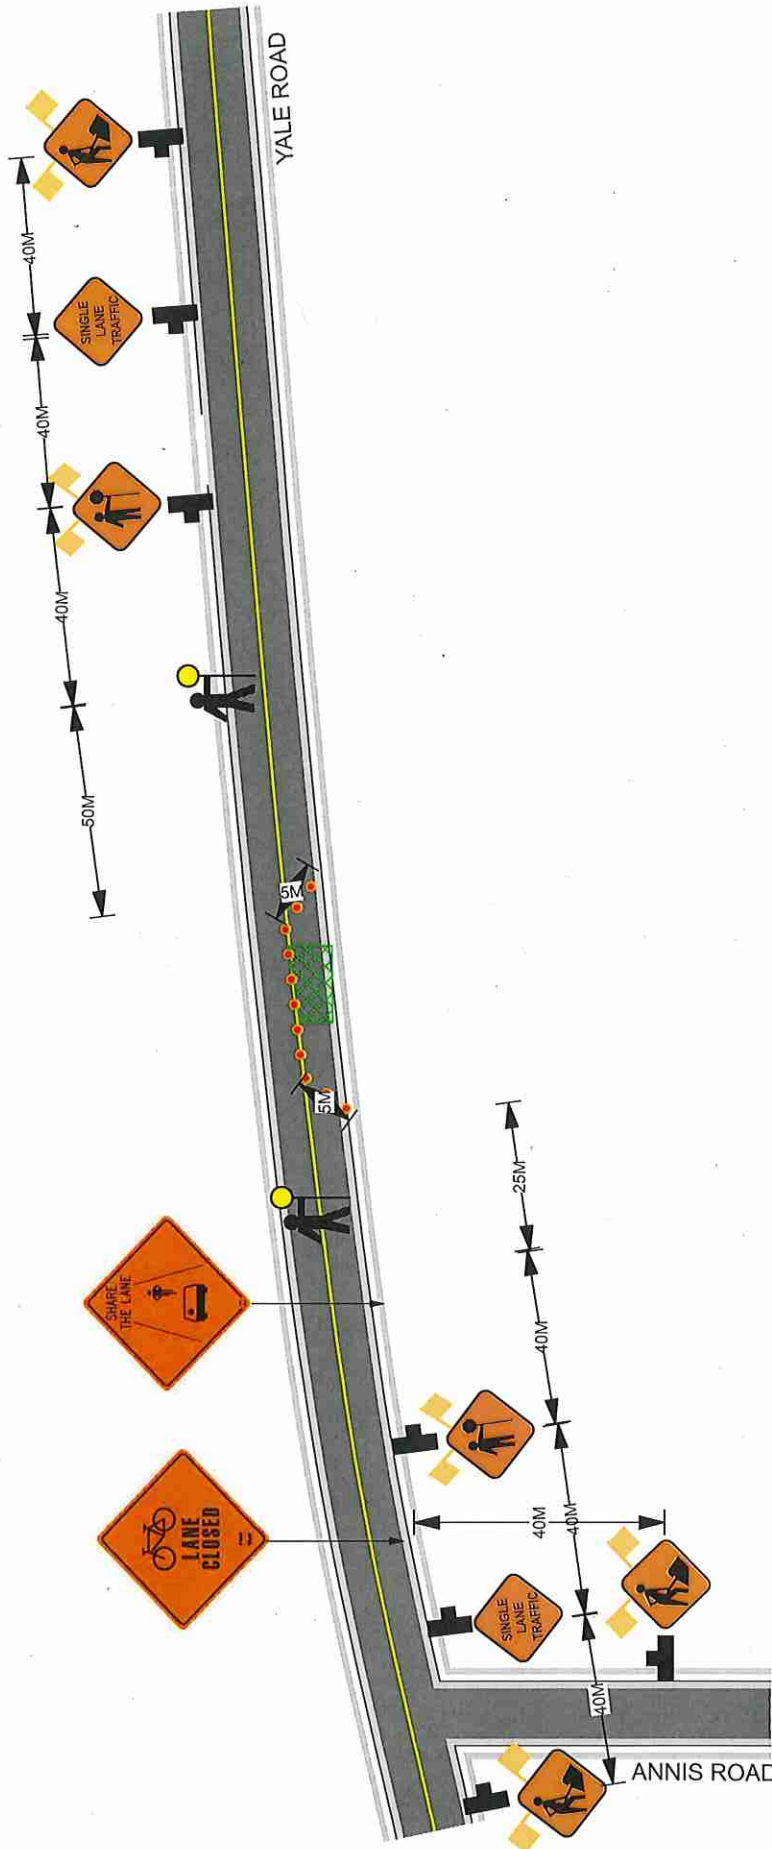 YALE ROAD
40M
SINGLE
LANE
TRAFFIC
40M
40M
50M
5M
5M
25M
SHARE
THE LANE
40M
LANE
CLOSED
40M
40M
SINGLE
LANE
TRAFFIC
40M
ANNIS ROAD